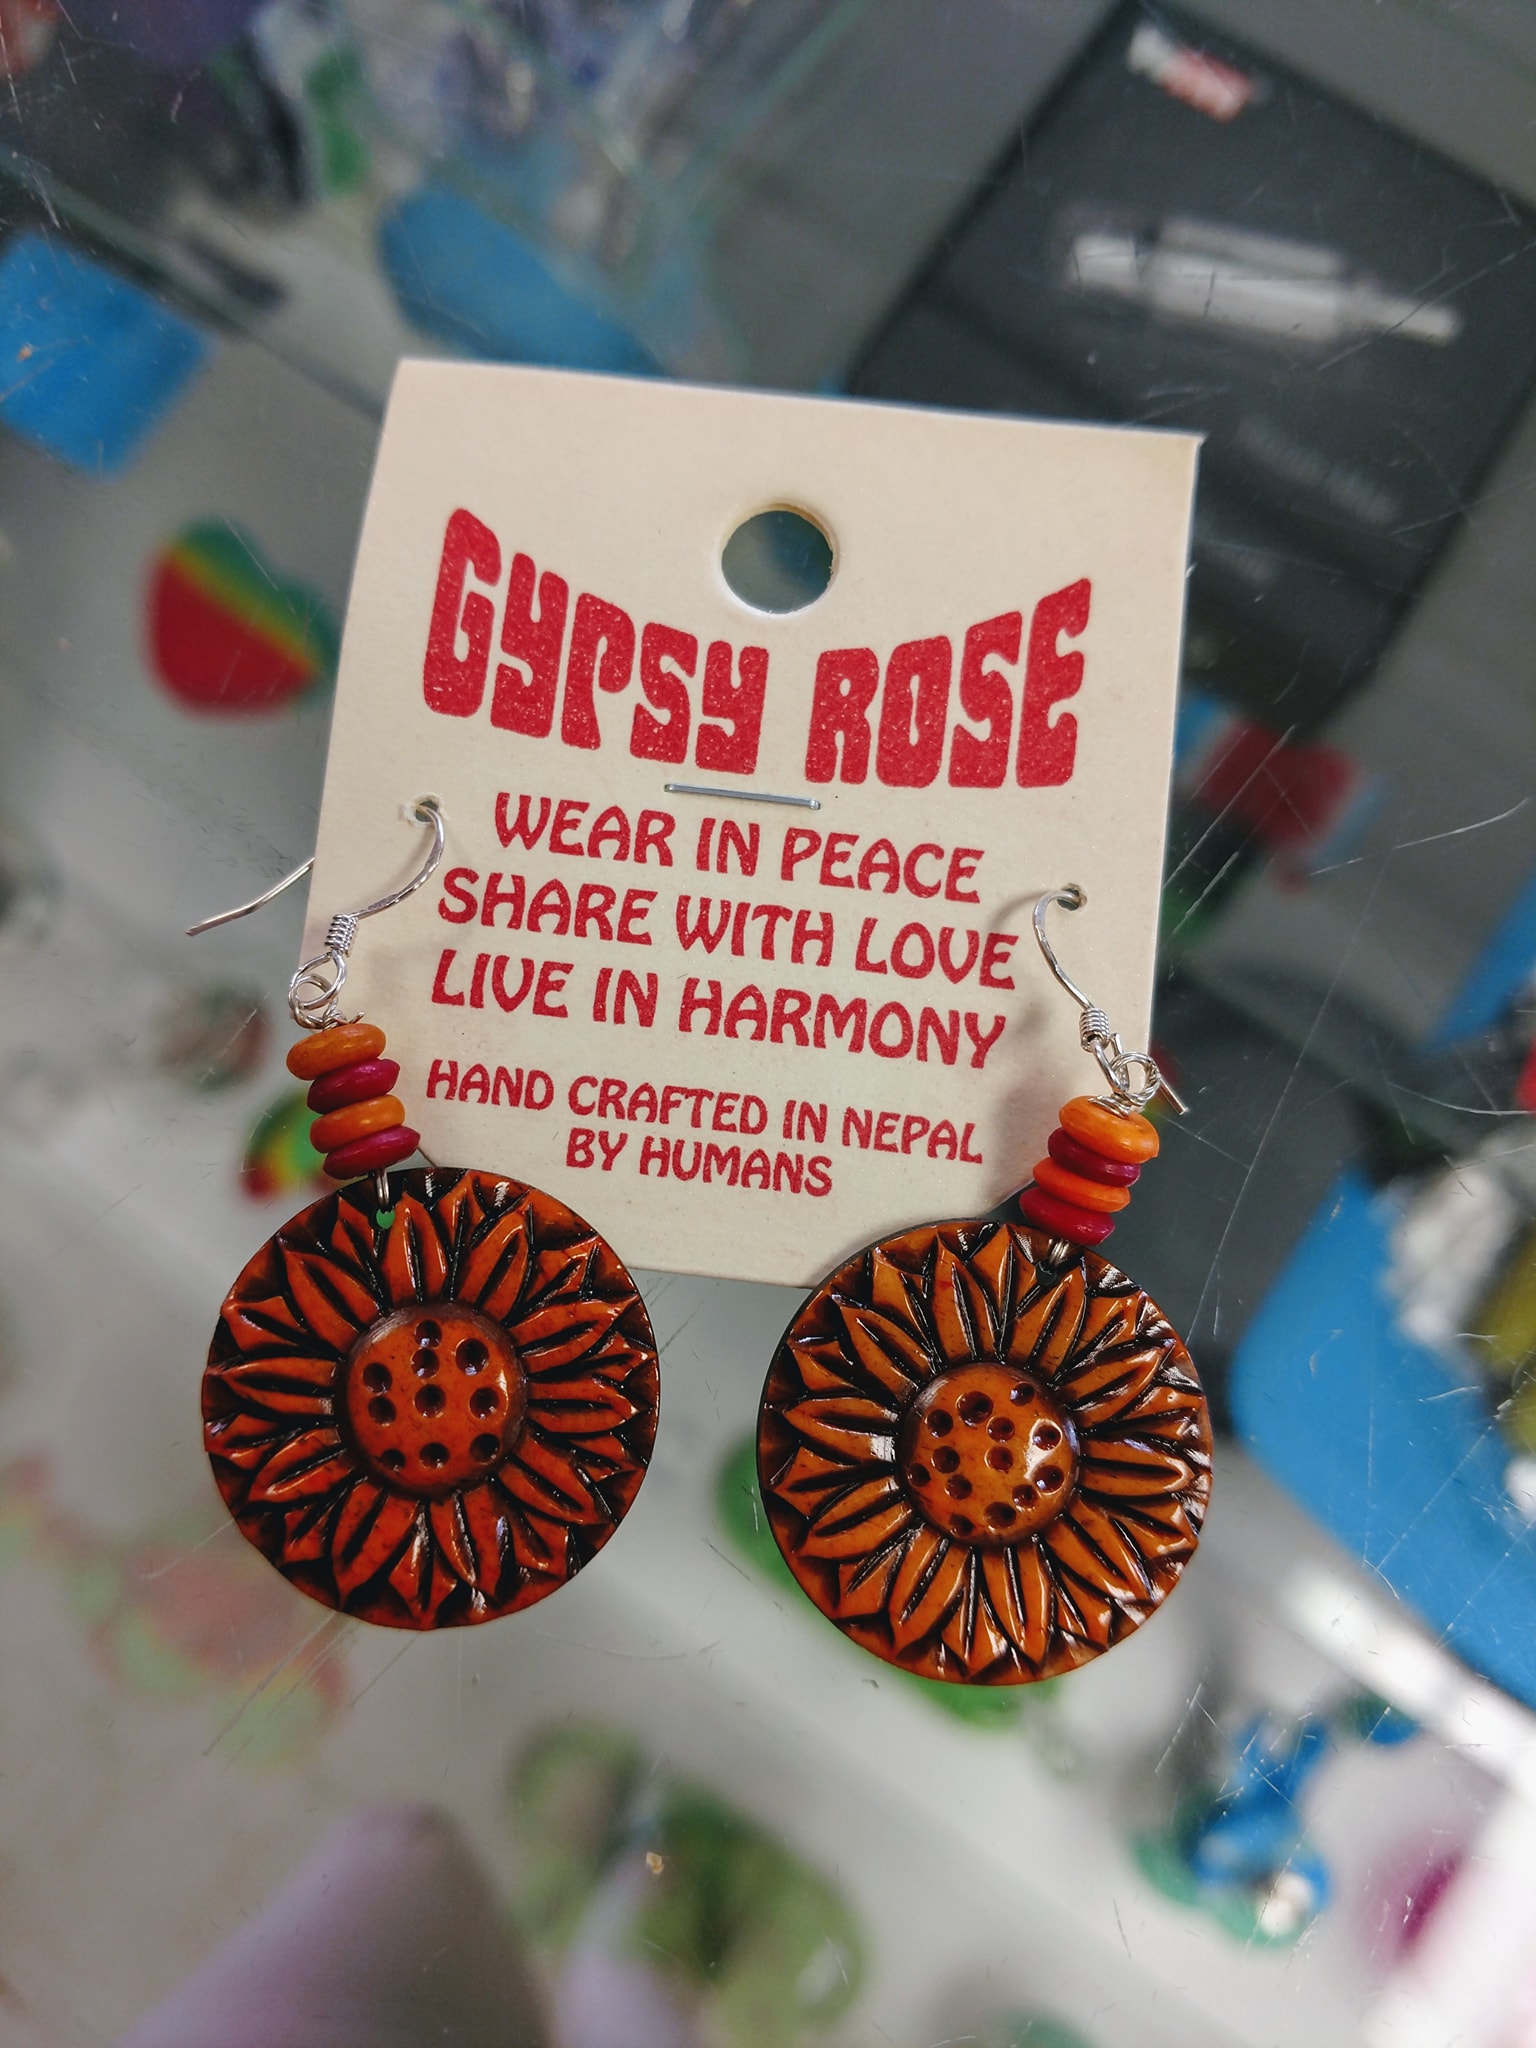 GYPSY ROSE
WEAR IN PEACE
SHARE WITH LOVE
LIVE IN HARMONY
HAND CRAFTED IN NEPAL
BY HUMANS